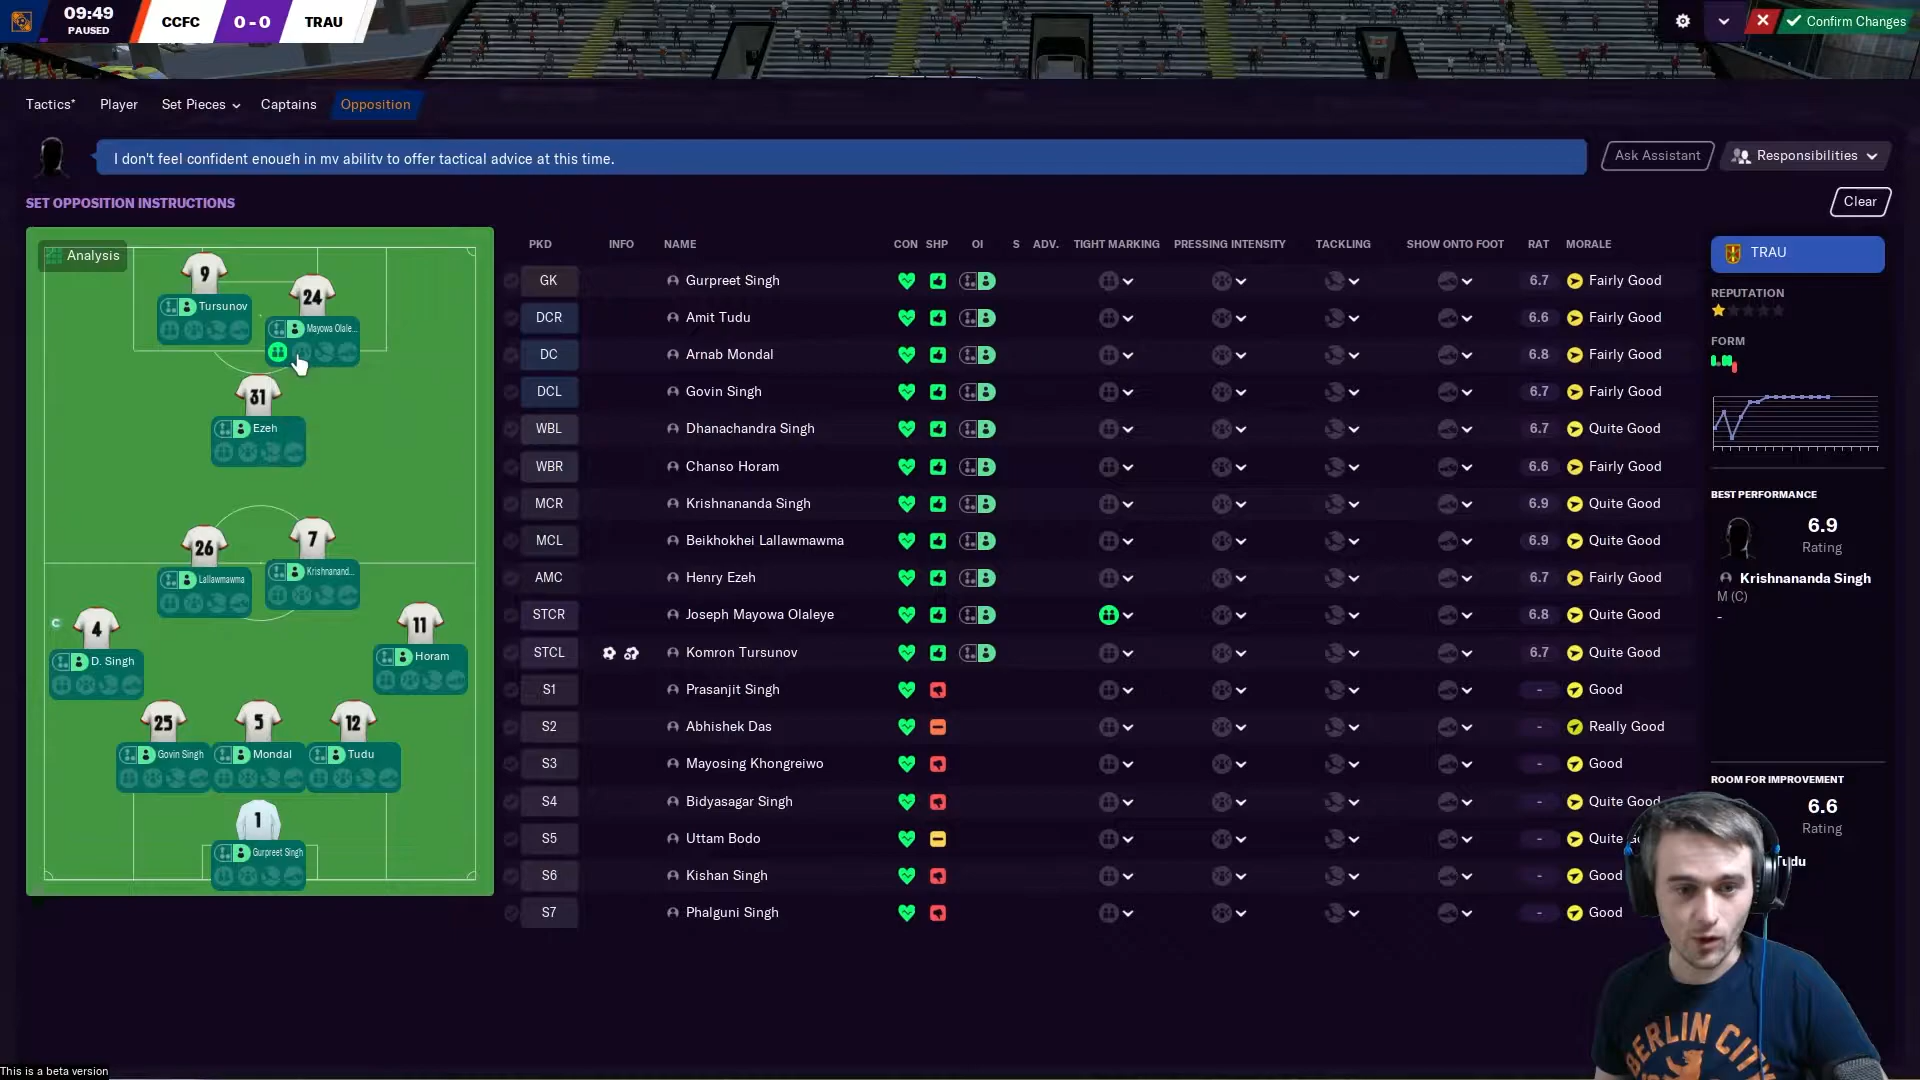 09:49
PAUSED
CCFC
0 - 0
TRAU
Confirm Changes
Tactics*
Player
Set Pieces
Captains
Opposition
I don't feel confident enough in my ability to offer tactical advice at this time.
Ask Assistant
Responsibilities
SET OPPOSITION INSTRUCTIONS
Clear
Analysis
9
Tursunov
24
Mayowa Olale...
31
Ezeh
26
Lallawmawma
7
Krishnanand...
C
4
D. Singh
11
Horam
25
Govin Singh
5
Mondal
12
Tudu
1
Gurpreet Singh
PKD INFO NAME CON SHP OI S ADV. TIGHT MARKING PRESSING INTENSITY TACKLING SHOW ONTO FOOT RAT MORALE
GK Gurpreet Singh 6.7 Fairly Good
DCR Amit Tudu 6.6 Fairly Good
DC Arnab Mondal 6.8 Fairly Good
DCL Govin Singh 6.7 Fairly Good
WBL Dhanachandra Singh 6.7 Quite Good
WBR Chanso Horam 6.6 Fairly Good
MCR Krishnananda Singh 6.9 Quite Good
MCL Beikhokhei Lallawmawma 6.9 Quite Good
AMC Henry Ezeh 6.7 Fairly Good
STCR Joseph Mayowa Olaleye 6.8 Quite Good
STCL Komron Tursunov 6.7 Quite Good
S1 Prasanjit Singh - Good
S2 Abhishek Das - Really Good
S3 Mayosing Khongreiwo - Good
S4 Bidyasagar Singh - Quite Good
S5 Uttam Bodo - Quite
S6 Kishan Singh - Good
S7 Phalguni Singh - Good
TRAU
REPUTATION
FORM
BEST PERFORMANCE
6.9
Rating
Krishnananda Singh
M (C)
-
ROOM FOR IMPROVEMENT
6.6
Rating
Tudu
BERLIN CITY
This is a beta version